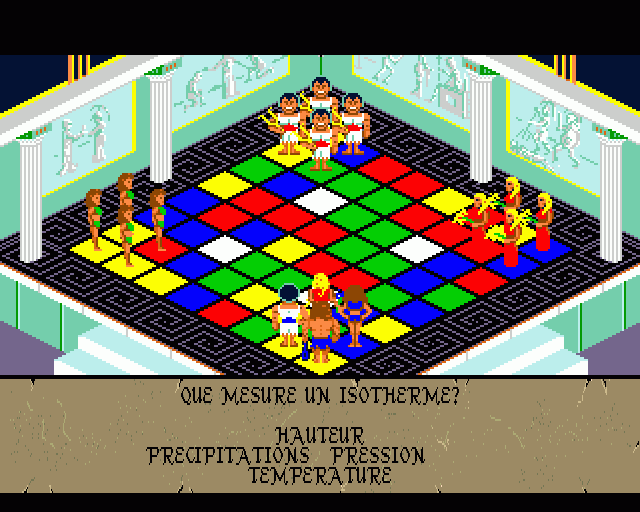 QUE MESURE UN ISOTHERME?
HAUTEUR
PRECIPITATIONS PRESSION
TEMPERATURE